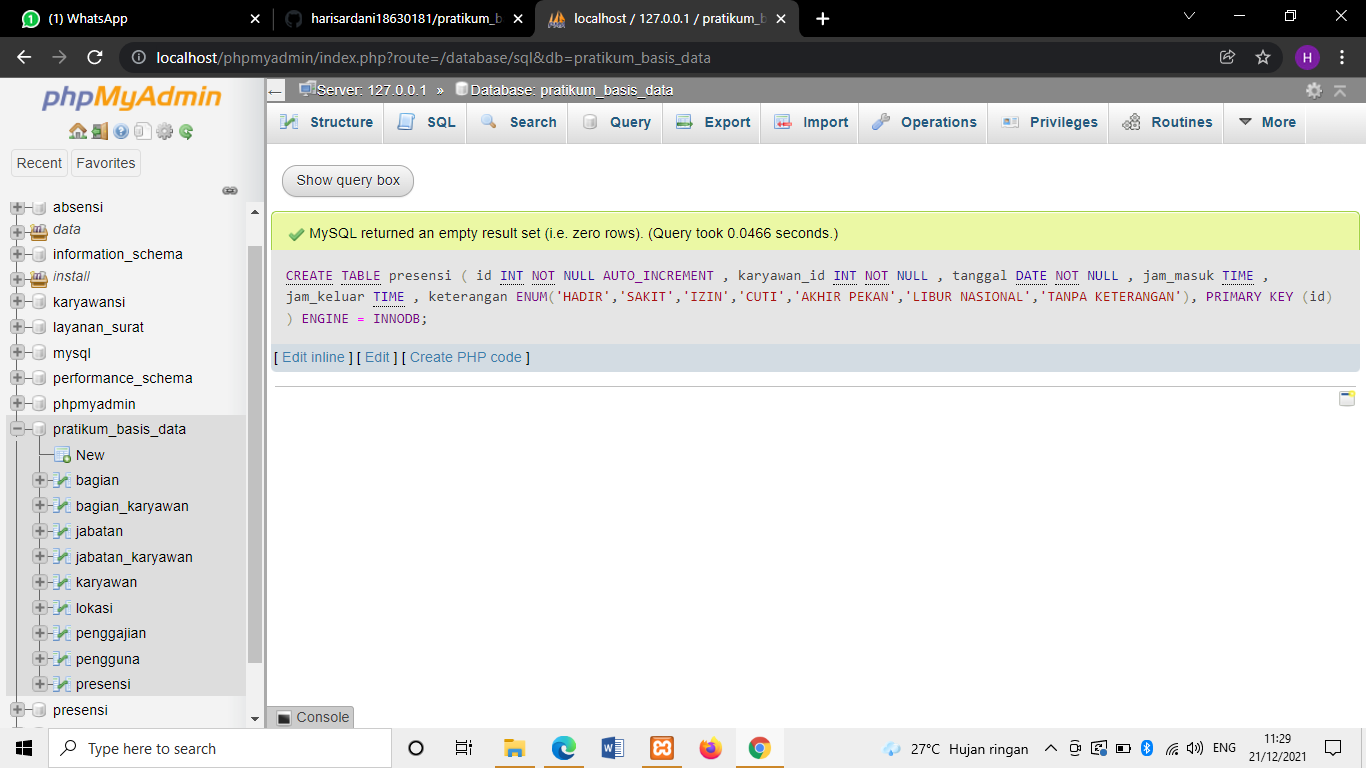 (1) WhatsApp
harisardani18630181/pratikum_b
localhost / 127.0.0.1 / pratikum_b
localhost/phpmyadmin/index.php?route=/database/sql&db=pratikum_basis_data
H
phpMyAdmin
Recent
Favorites
absensi
data
information_schema
install
karyawansi
layanan_surat
mysql
performance_schema
phpmyadmin
pratikum_basis_data
New
bagian
bagian_karyawan
jabatan
jabatan_karyawan
karyawan
lokasi
penggajian
pengguna
presensi
presensi
Server: 127.0.0.1 » Database: pratikum_basis_data
Structure SQL Search Query Export Import Operations Privileges Routines More
Show query box
MySQL returned an empty result set (i.e. zero rows). (Query took 0.0466 seconds.)
CREATE TABLE presensi ( id INT NOT NULL AUTO_INCREMENT , karyawan_id INT NOT NULL , tanggal DATE NOT NULL , jam_masuk TIME ,
jam_keluar TIME , keterangan ENUM('HADIR','SAKIT','IZIN','CUTI','AKHIR PEKAN','LIBUR NASIONAL','TANPA KETERANGAN'), PRIMARY KEY (id)
) ENGINE = INNODB;
[ Edit inline ] [ Edit ] [ Create PHP code ]
Console
Type here to search
27°C Hujan ringan
ENG
11:29
21/12/2021